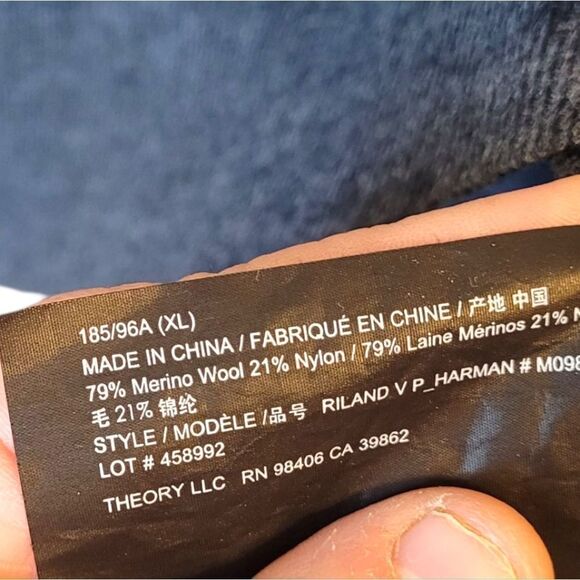 185/96A (XL)
MADE IN CHINA / FABRIQUÉ EN CHINE / 产地 中国
79% Merino Wool 21% Nylon / 79% Laine Mérinos 21% N
毛 21% 锦纶
STYLE / MODÈLE /品号 RILAND V P_HARMAN # M098
LOT # 458992
THEORY LLC RN 98406 CA 39862